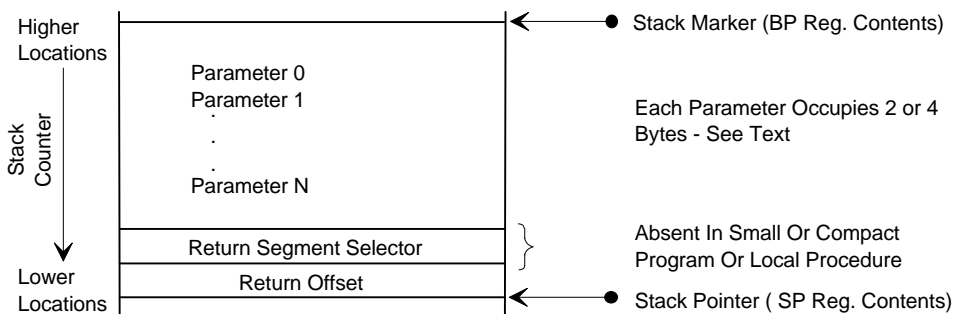 Higher
Locations
Stack Marker (BP Reg. Contents)
Parameter 0
Parameter 1
.
.
.
Parameter N
Each Parameter Occupies 2 or 4
Bytes - See Text
Stack
Counter
Return Segment Selector
Absent In Small Or Compact
Program Or Local Procedure
Lower
Locations
Return Offset
Stack Pointer ( SP Reg. Contents)